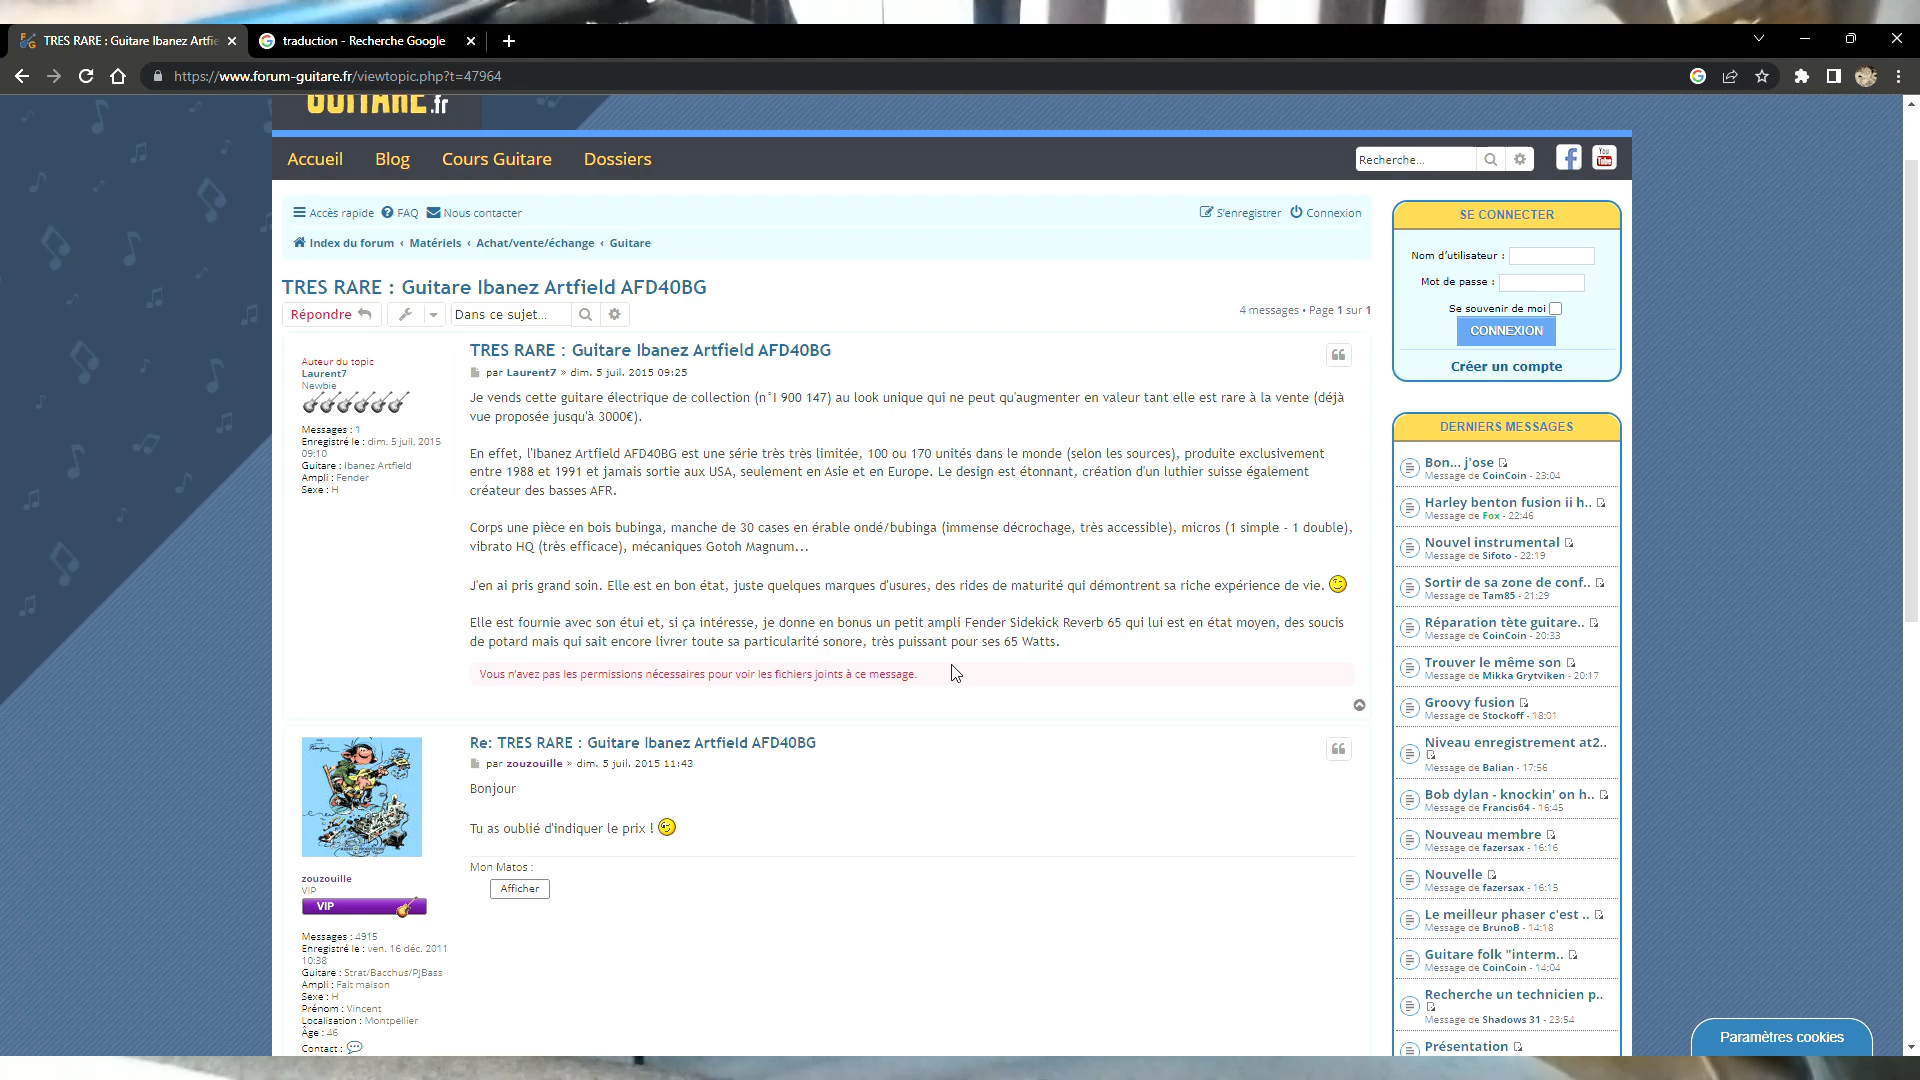 TRES RARE : Guitare Ibanez Artfie
traduction - Recherche Google
https://www.forum-guitare.fr/viewtopic.php?t=47964
GUITARE.fr
Accueil
Blog
Cours Guitare
Dossiers
Recherche...
You Tube
Accès rapide
FAQ
Nous contacter
S'enregistrer
Connexion
Index du forum ‹ Matériels ‹ Achat/vente/échange ‹ Guitare
TRES RARE : Guitare Ibanez Artfield AFD40BG
Répondre
Dans ce sujet...
4 messages • Page 1 sur 1
Auteur du topic
Laurent7
Newbie
Messages : 1
Enregistré le : dim. 5 juil. 2015
09:10
Guitare : Ibanez Artfield
Ampli : Fender
Sexe : H
TRES RARE : Guitare Ibanez Artfield AFD40BG
par Laurent7 » dim. 5 juil. 2015 09:25
Je vends cette guitare électrique de collection (n°I 900 147) au look unique qui ne peut qu'augmenter en valeur tant elle est rare à la vente (déjà
vue proposée jusqu'à 3000€).
En effet, l'Ibanez Artfield AFD40BG est une série très très limitée, 100 ou 170 unités dans le monde (selon les sources), produite exclusivement
entre 1988 et 1991 et jamais sortie aux USA, seulement en Asie et en Europe. Le design est étonnant, création d'un luthier suisse également
créateur des basses AFR.
Corps une pièce en bois bubinga, manche de 30 cases en érable ondé/bubinga (immense décrochage, très accessible), micros (1 simple - 1 double),
vibrato HQ (très efficace), mécaniques Gotoh Magnum...
J'en ai pris grand soin. Elle est en bon état, juste quelques marques d'usures, des rides de maturité qui démontrent sa riche expérience de vie.
Elle est fournie avec son étui et, si ça intéresse, je donne en bonus un petit ampli Fender Sidekick Reverb 65 qui lui est en état moyen, des soucis
de potard mais qui sait encore livrer toute sa particularité sonore, très puissant pour ses 65 Watts.
Vous n'avez pas les permissions nécessaires pour voir les fichiers joints à ce message.
zouzouille
VIP
VIP
Messages : 4915
Enregistré le : ven. 16 déc. 2011
10:38
Guitare : Strat/Bacchus/PJBass
Ampli : Fait maison
Sexe : H
Prénom : Vincent
Localisation : Montpellier
Âge : 46
Contact :
Re: TRES RARE : Guitare Ibanez Artfield AFD40BG
par zouzouille » dim. 5 juil. 2015 11:43
Bonjour
Tu as oublié d'indiquer le prix !
Mon Matos :
Afficher
SE CONNECTER
Nom d'utilisateur :
Mot de passe :
Se souvenir de moi
CONNEXION
Créer un compte
DERNIERS MESSAGES
Bon... j'ose
Message de CoinCoin - 23:04
Harley benton fusion ii h..
Message de Fox - 22:46
Nouvel instrumental
Message de Sifoto - 22:19
Sortir de sa zone de conf..
Message de Tam85 - 21:29
Réparation tète guitare..
Message de CoinCoin - 20:33
Trouver le même son
Message de Mikka Grytviken - 20:17
Groovy fusion
Message de Stockoff - 18:01
Niveau enregistrement at2..
Message de Balian - 17:56
Bob dylan - knockin' on h..
Message de Francis64 - 16:45
Nouveau membre
Message de fazersax - 16:16
Nouvelle
Message de fazersax - 16:15
Le meilleur phaser c'est ..
Message de BrunoB - 14:18
Guitare folk "interm..
Message de CoinCoin - 14:04
Recherche un technicien p..
Message de Shadows 31 - 23:54
Présentation
Paramètres cookies